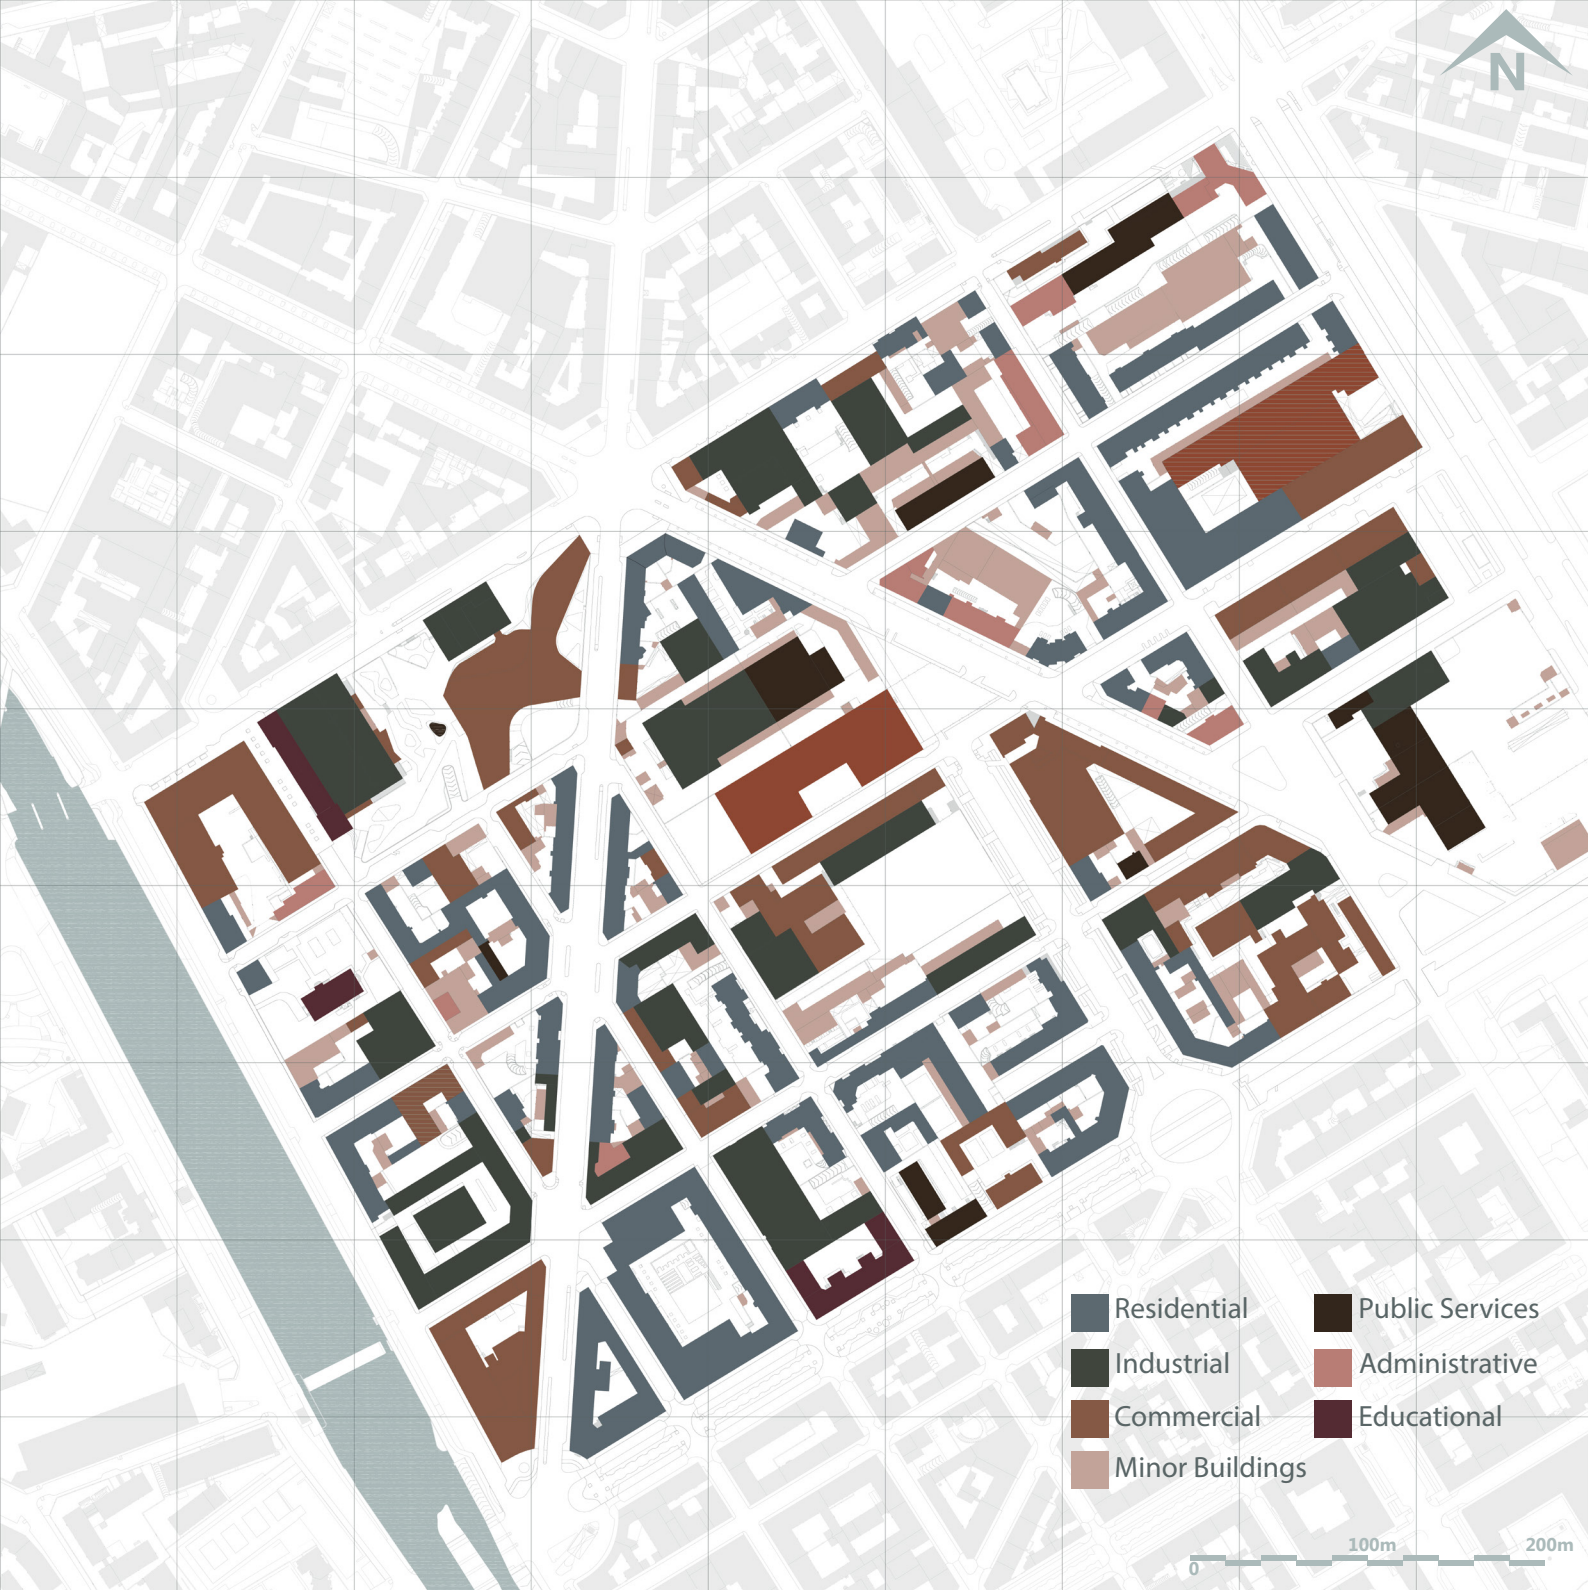 N
Residential
Public Services
Industrial
Administrative
Commercial
Educational
Minor Buildings
100m
200m
0